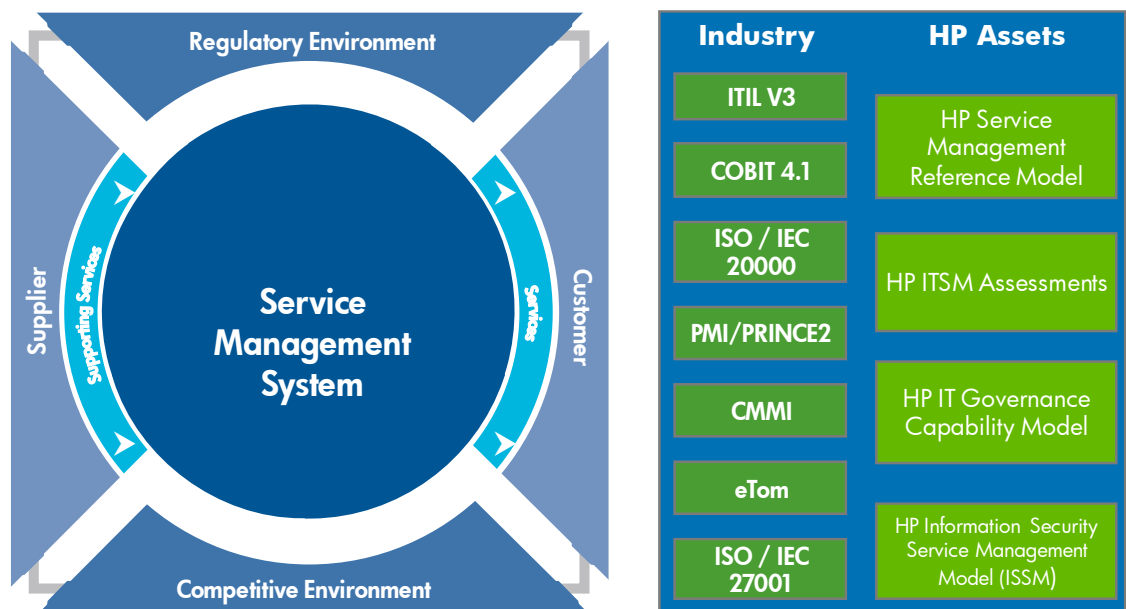 Regulatory Environment
Supplier
Supporting Services
Service
Management
System
Services
Customer
Competitive Environment
Industry
ITIL V3
COBIT 4.1
ISO / IEC
20000
PMI/PRINCE2
CMMI
eTom
ISO / IEC
27001
HP Assets
HP Service
Management
Reference Model
HP ITSM Assessments
HP IT Governance
Capability Model
HP Information Security
Service Management
Model (ISSM)